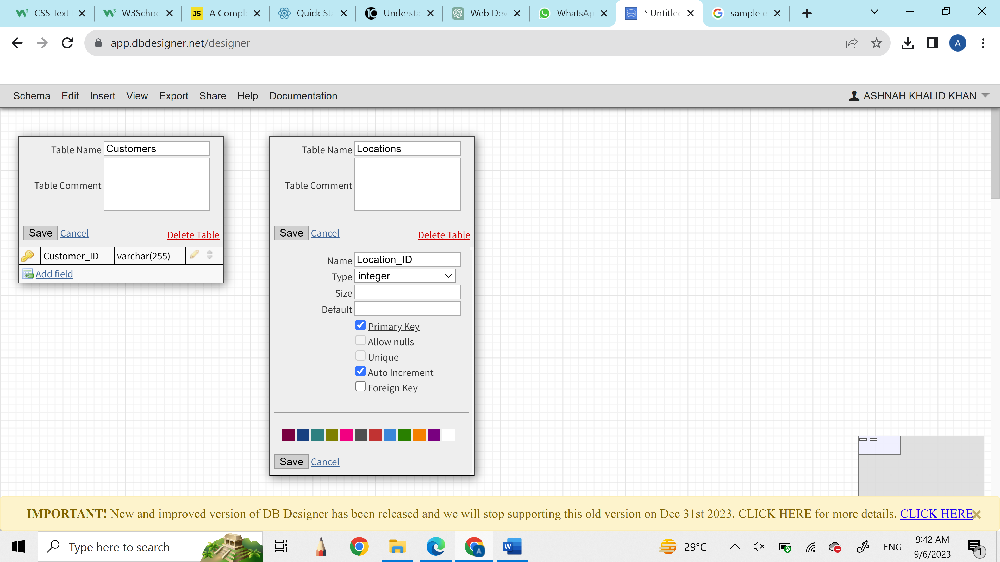 CSS Text
W3Schoo
JS
A Comple
Quick Sta
Understa
Web Dev
WhatsAp
* Untitled
sample e
app.dbdesigner.net/designer
A
Schema Edit Insert View Export Share Help Documentation
ASHNAH KHALID KHAN
Table Name Customers
Table Comment
Save Cancel Delete Table
Customer_ID varchar(255)
Add field
Table Name Locations
Table Comment
Save Cancel Delete Table
Name Location_ID
Type integer
Size
Default
Primary Key
Allow nulls
Unique
Auto Increment
Foreign Key
Save Cancel
IMPORTANT! New and improved version of DB Designer has been released and we will stop supporting this old version on Dec 31st 2023. CLICK HERE for more details. CLICK HERE
Type here to search
A
W
29°C
ENG
9:42 AM
9/6/2023
1